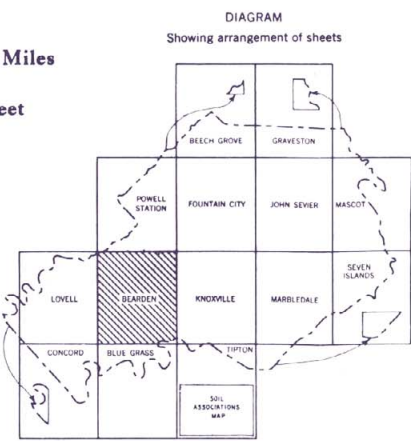 DIAGRAM
Showing arrangement of sheets
Miles
eet
BEECH GROVE
GRAVESTON
POWELL
STATION
FOUNTAIN CITY
JOHN SEVIER
MASCOT
LOVELL
BEARDEN
KNOXVILLE
MARBLEDALE
SEVEN
ISLANDS
CONCORD
BLUE GRASS
TIPTON
SOIL
ASSOCIATIONS
MAP